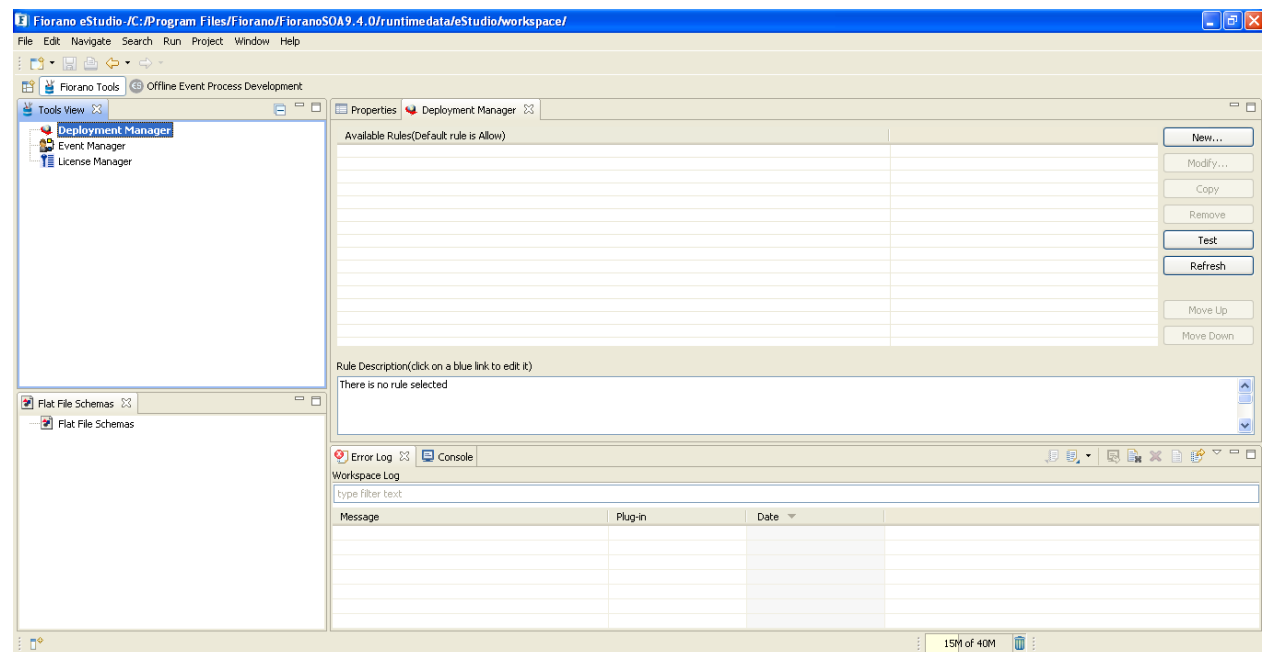 Fiorano eStudio-/C:/Program Files/Fiorano/FioranoSOA9.4.0/runtimedata/eStudio/workspace/
File Edit Navigate Search Run Project Window Help
Fiorano Tools Offline Event Process Development
Tools View
Deployment Manager
Event Manager
License Manager
Flat File Schemas
Flat File Schemas
Properties Deployment Manager
Available Rules(Default rule is Allow)
New...
Modify...
Copy
Remove
Test
Refresh
Move Up
Move Down
Rule Description(click on a blue link to edit it)
There is no rule selected
Error Log Console
Workspace Log
type filter text
Message Plug-in Date
15M of 40M